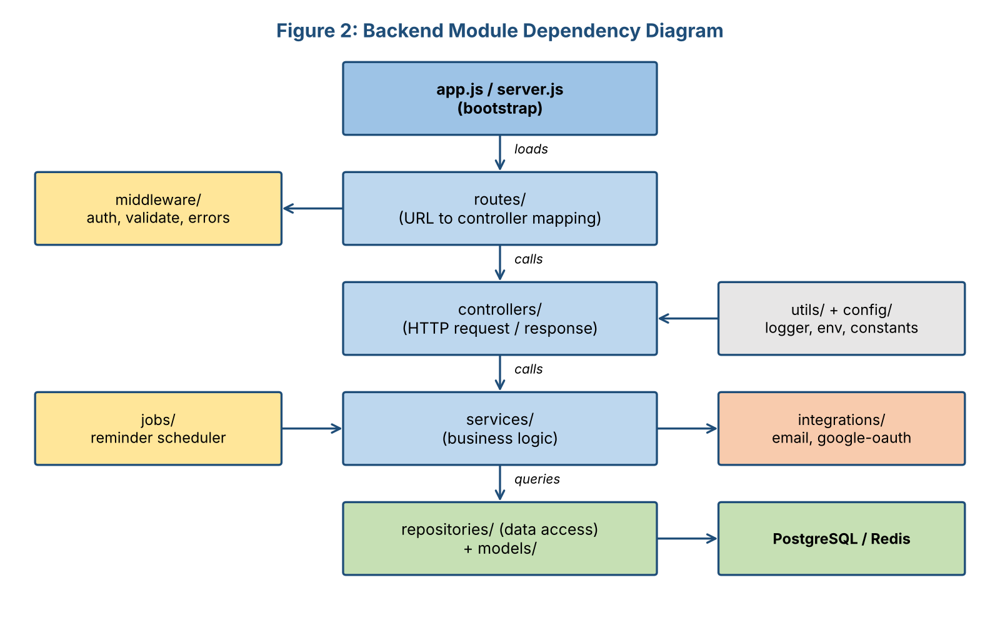 Figure 2: Backend Module Dependency Diagram
app.js / server.js
(bootstrap)
loads
middleware/
auth, validate, errors
routes/
(URL to controller mapping)
calls
controllers/
(HTTP request / response)
utils/ + config/
logger, env, constants
calls
jobs/
reminder scheduler
services/
(business logic)
integrations/
email, google-oauth
queries
repositories/ (data access)
+ models/
PostgreSQL / Redis